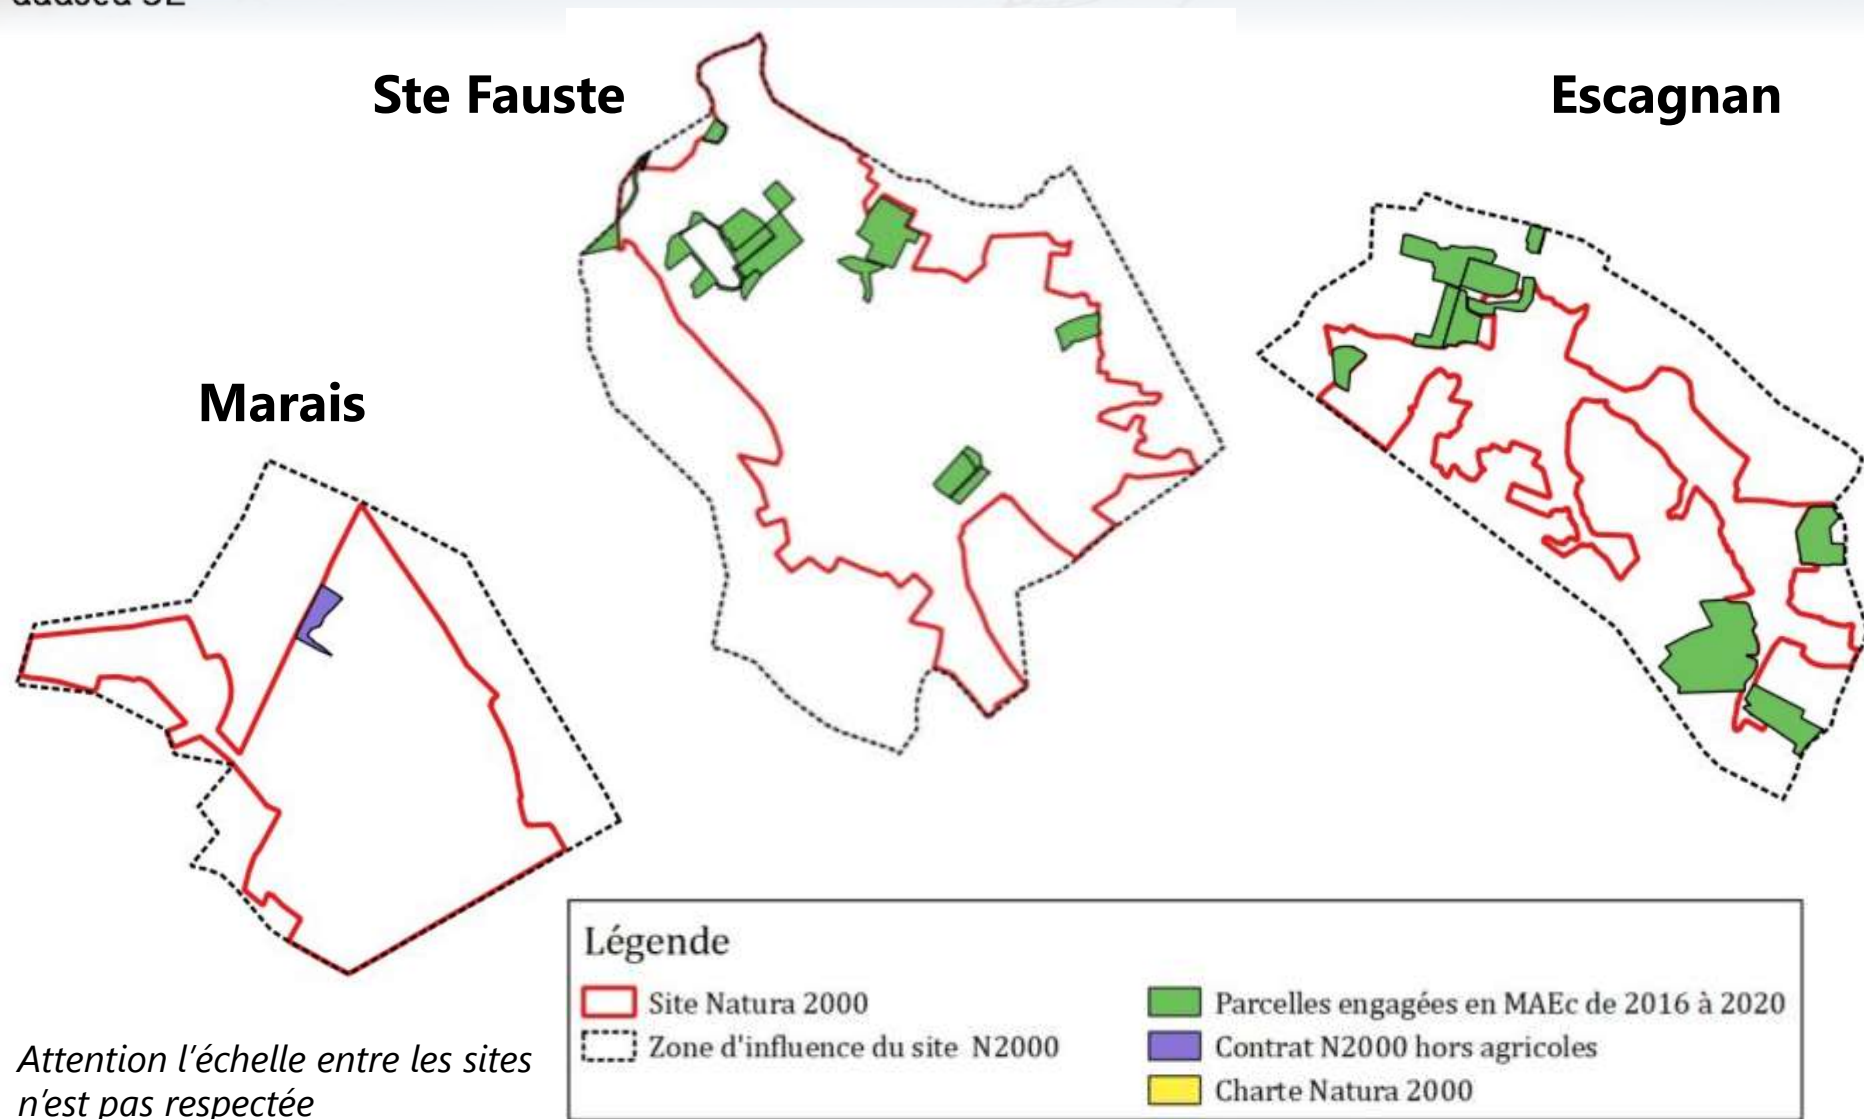 Ste Fauste
Escagnan
Marais
Légende
Site Natura 2000
Zone d'influence du site N2000
Parcelles engagées en MAEc de 2016 à 2020
Contrat N2000 hors agricoles
Charte Natura 2000
Attention l'échelle entre les sites
n'est pas respectée